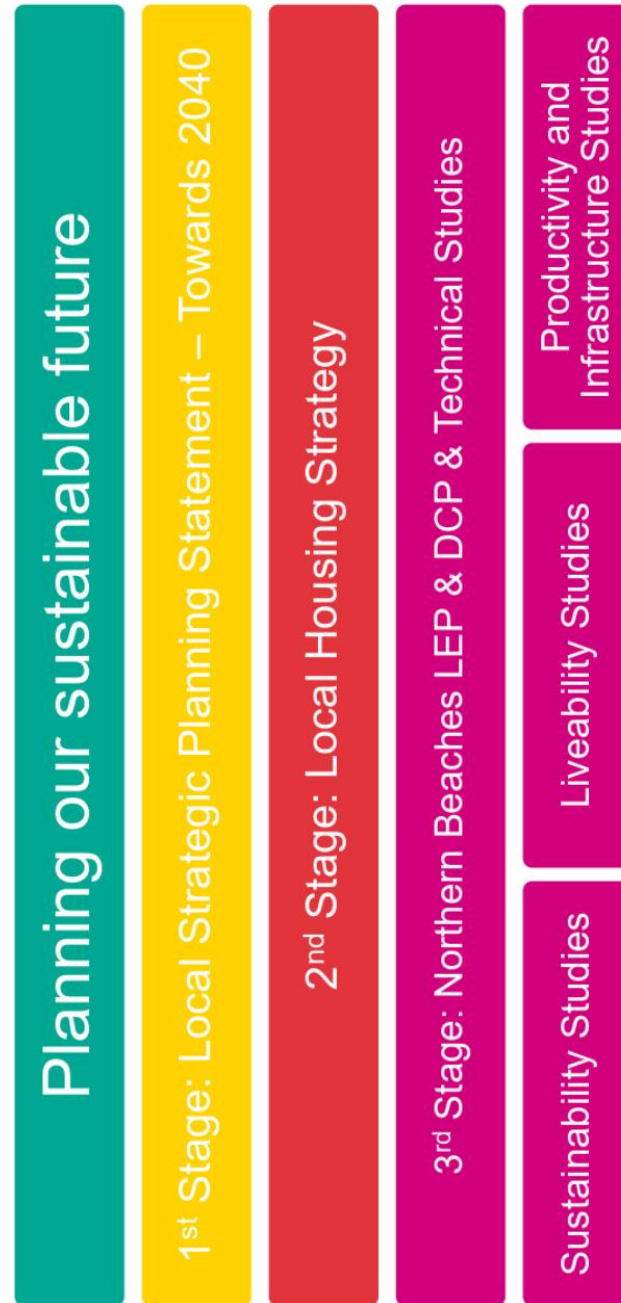 Planning our sustainable future
1st Stage: Local Strategic Planning Statement – Towards 2040
2nd Stage: Local Housing Strategy
3rd Stage: Northern Beaches LEP & DCP & Technical Studies
Sustainability Studies
Liveability Studies
Productivity and
Infrastructure Studies